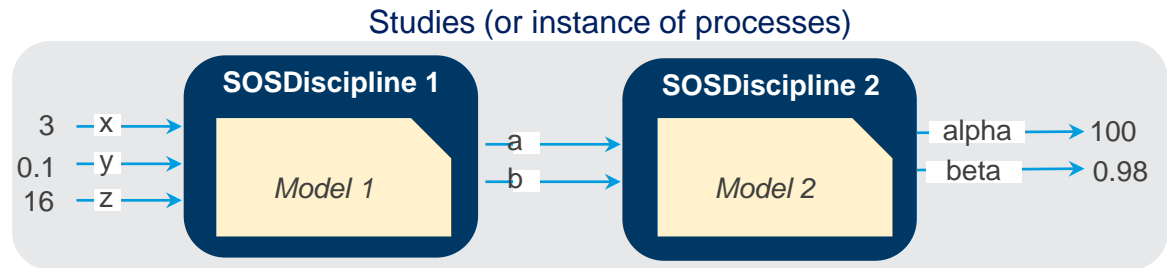 Studies (or instance of processes)
SOSDiscipline 1
SOSDiscipline 2
3 x
0.1 y
16 z
Model 1
a
b
Model 2
alpha 100
beta 0.98